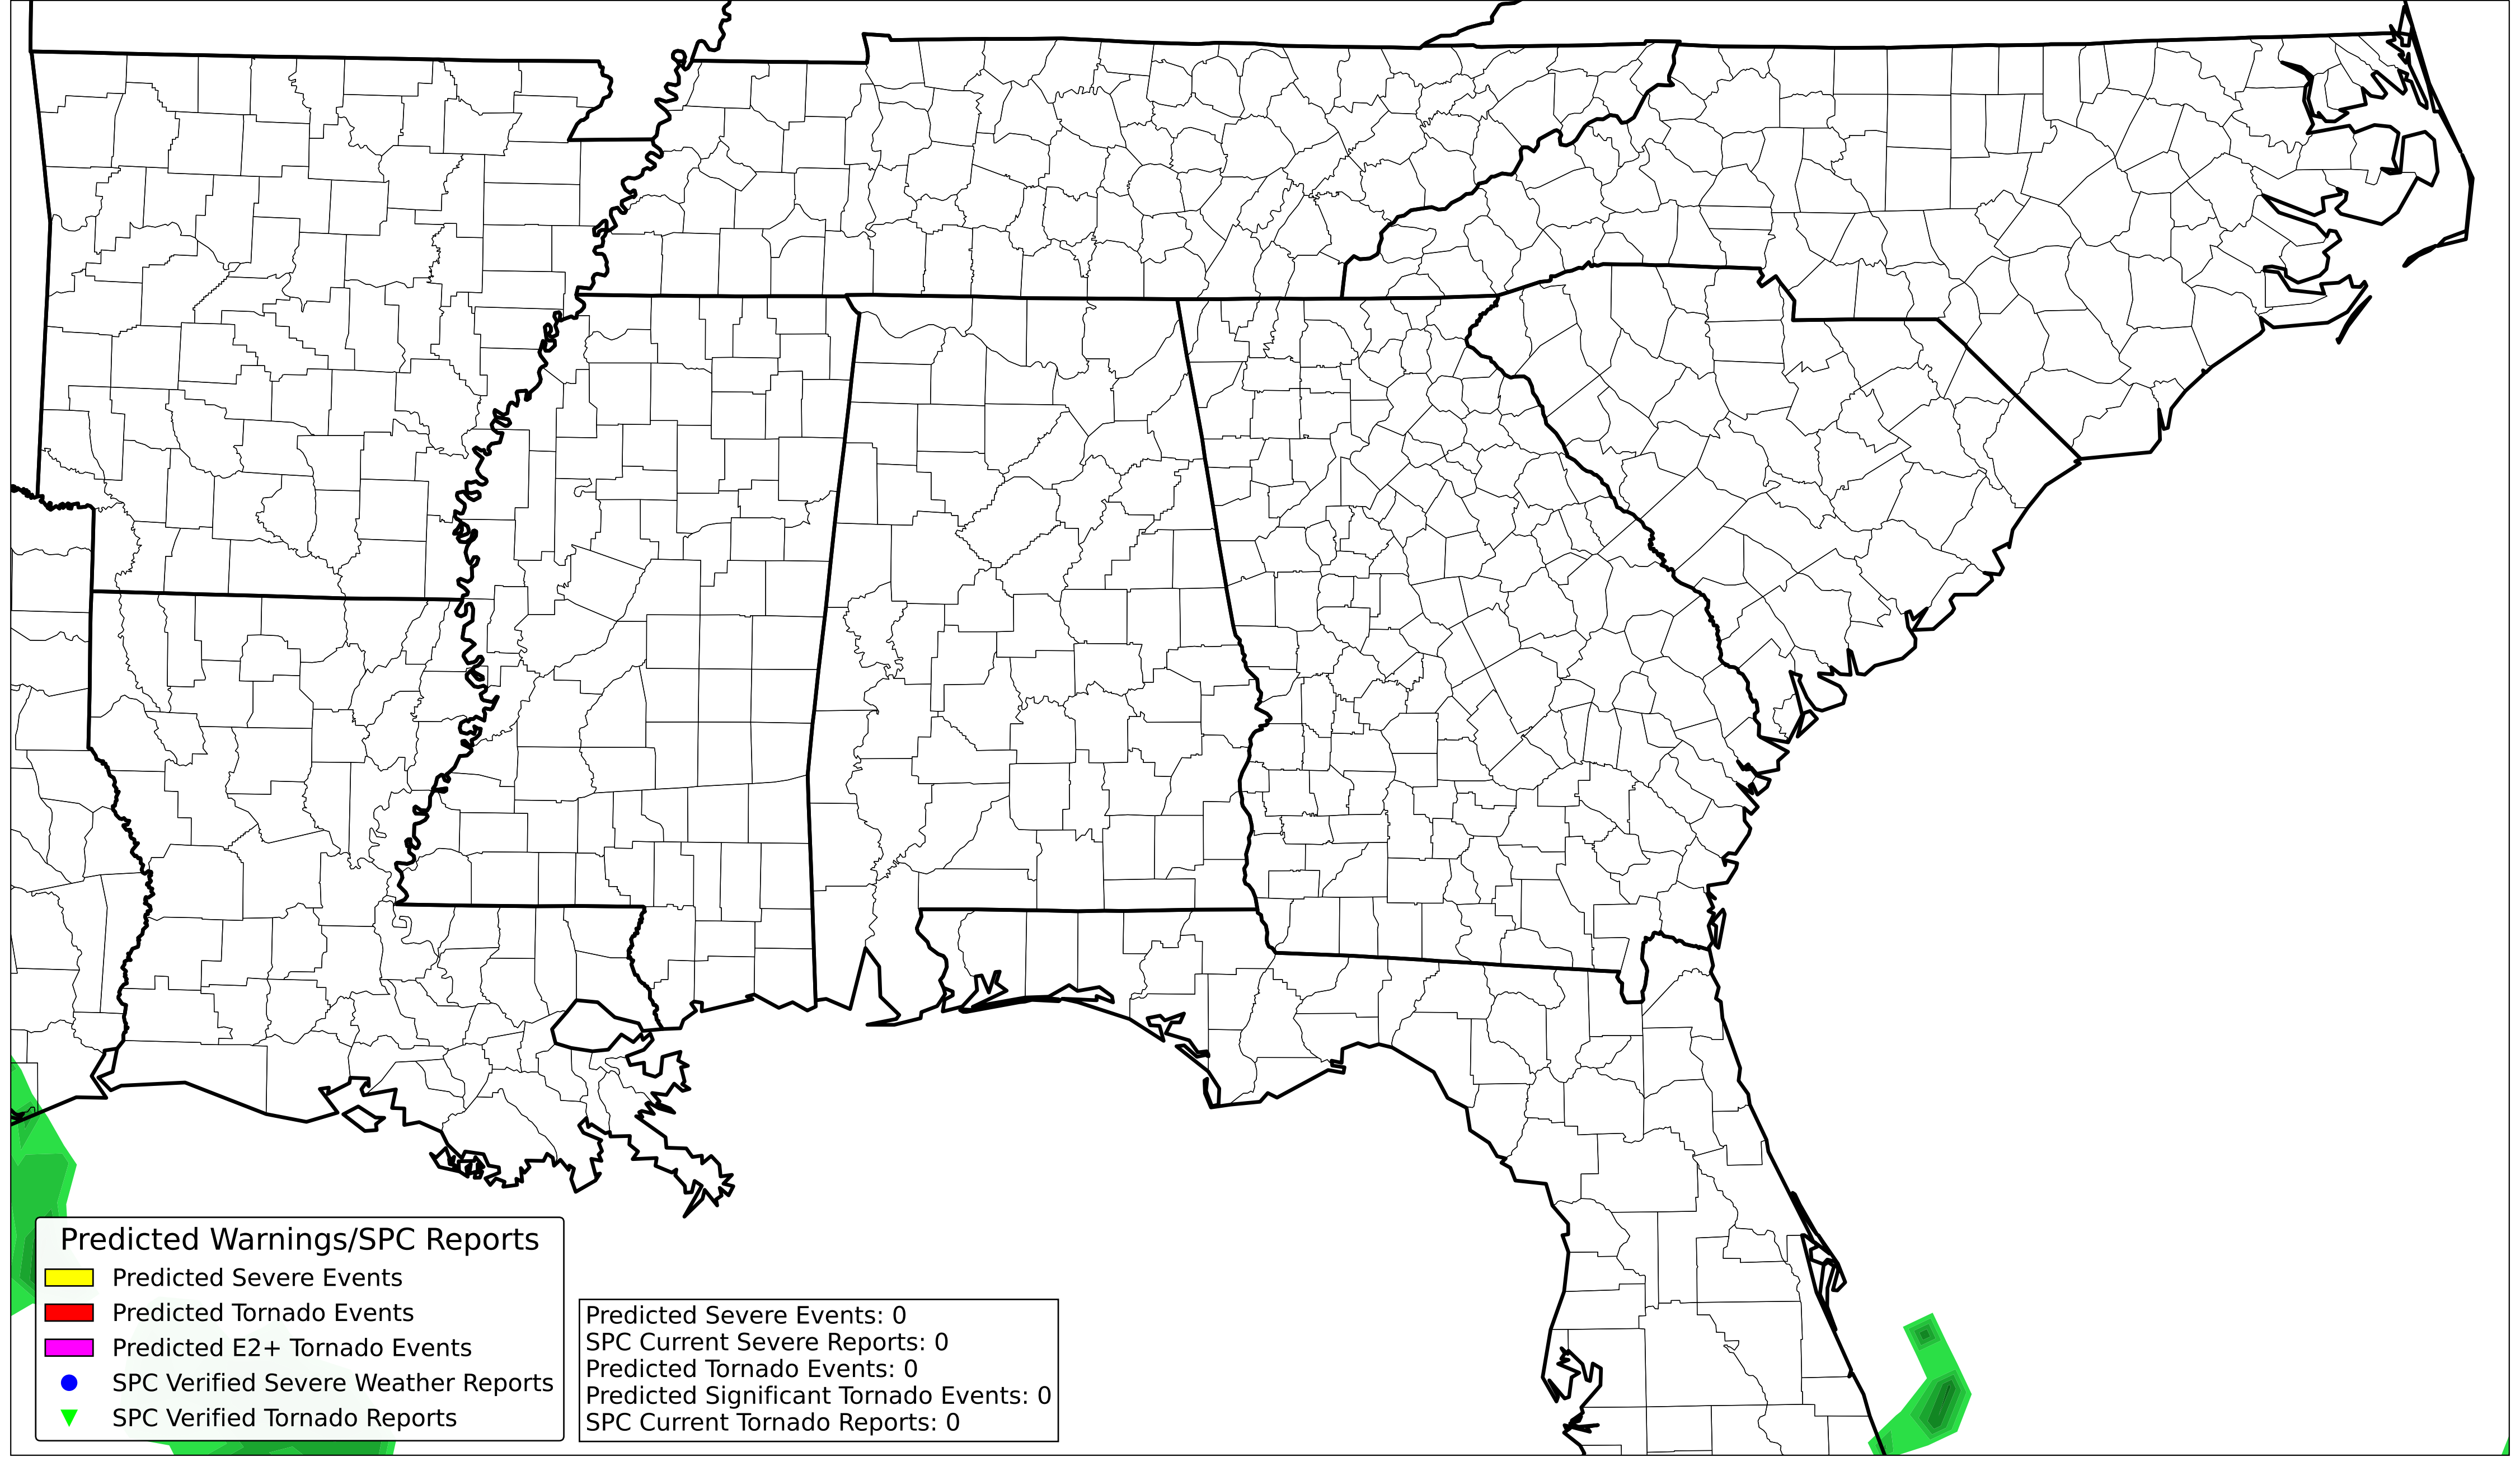 Predicted Warnings/SPC Reports
Predicted Severe Events
Predicted Tornado Events
Predicted E2+ Tornado Events
SPC Verified Severe Weather Reports
SPC Verified Tornado Reports
Predicted Severe Events: 0
SPC Current Severe Reports: 0
Predicted Tornado Events: 0
Predicted Significant Tornado Events: 0
SPC Current Tornado Reports: 0